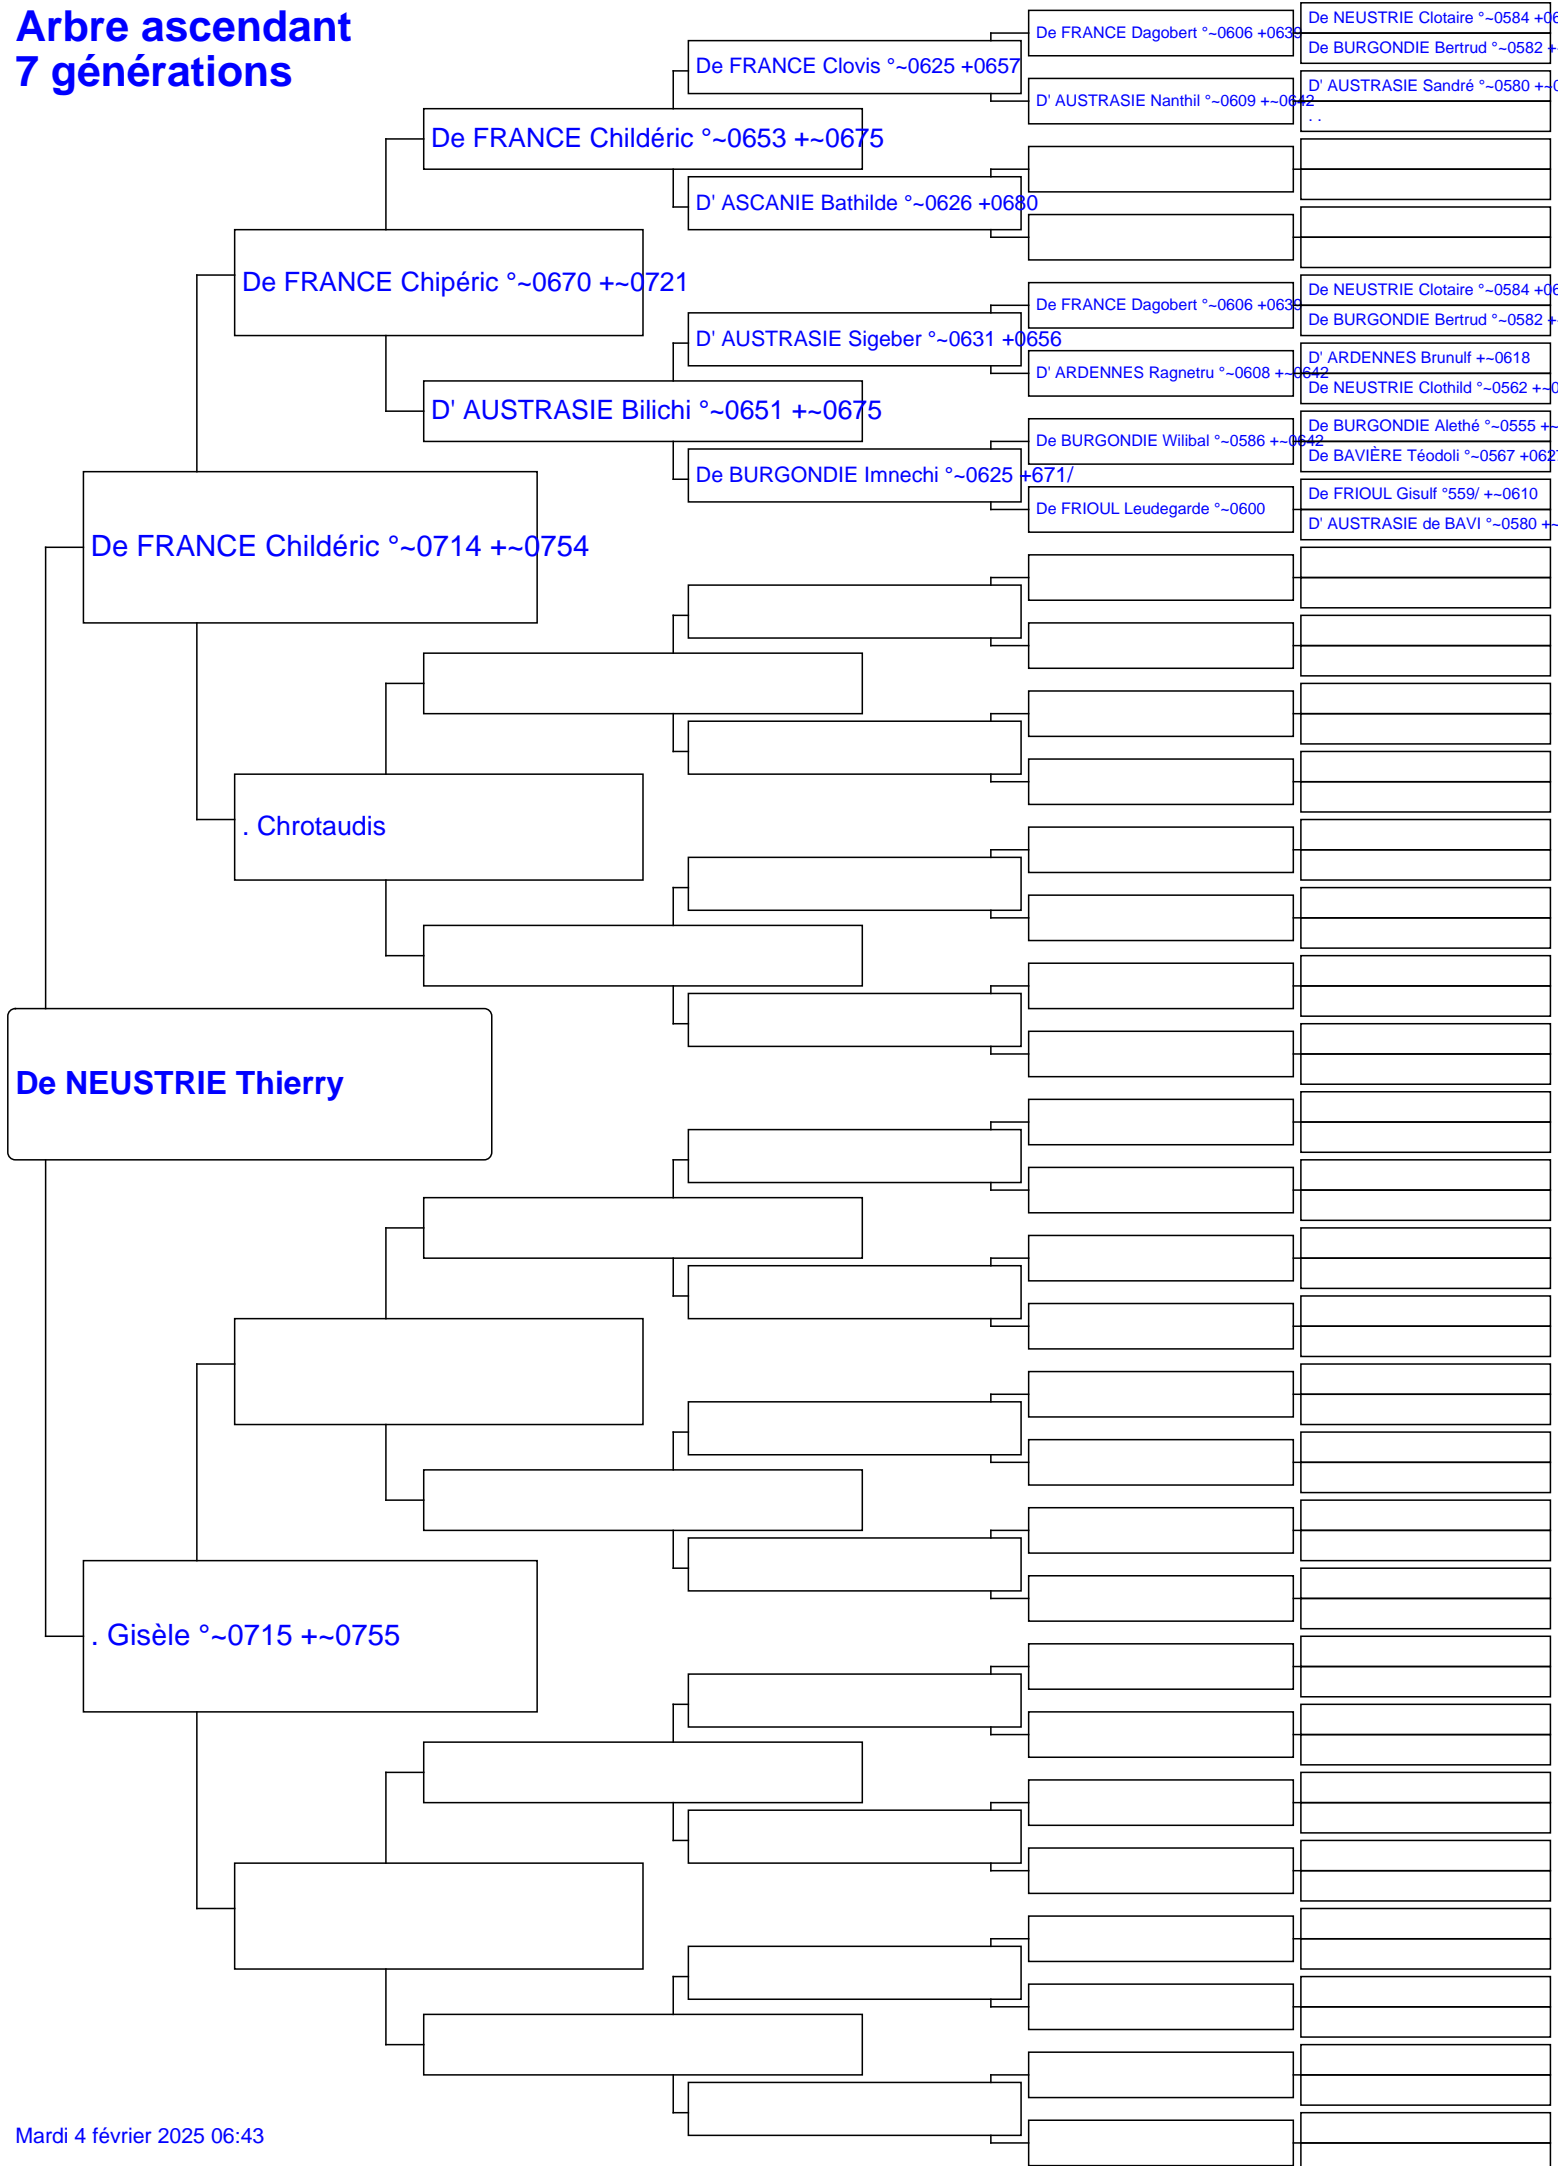 Arbre ascendant
7 générations
De NEUSTRIE Clotaire °~0584 +06
De FRANCE Dagobert °~0606 +0639
De BURGONDIE Bertrud °~0582 +
De FRANCE Clovis °~0625 +0657
D' AUSTRASIE Sandré °~0580 +~0
D' AUSTRASIE Nanthil °~0609 +~0642
. .
De FRANCE Childéric °~0653 +~0675
D' ASCANIE Bathilde °~0626 +0680
De FRANCE Chipéric °~0670 +~0721
De NEUSTRIE Clotaire °~0584 +06
De FRANCE Dagobert °~0606 +0639
De BURGONDIE Bertrud °~0582 +
D' AUSTRASIE Sigeber °~0631 +0656
D' ARDENNES Brunulf +~0618
D' ARDENNES Ragnetru °~0608 +~0642
De NEUSTRIE Clothild °~0562 +~0
D' AUSTRASIE Bilichi °~0651 +~0675
De BURGONDIE Alethé °~0555 +~
De BURGONDIE Wilibal °~0586 +~0642
De BAVIÈRE Téodoli °~0567 +0627
De BURGONDIE Imnechi °~0625 +671/
De FRIOUL Gisulf °559/ +~0610
De FRIOUL Leudegarde °~0600
D' AUSTRASIE de BAVI °~0580 +~
De FRANCE Childéric °~0714 +~0754
. Chrotaudis
De NEUSTRIE Thierry
. Gisèle °~0715 +~0755
Mardi 4 février 2025 06:43